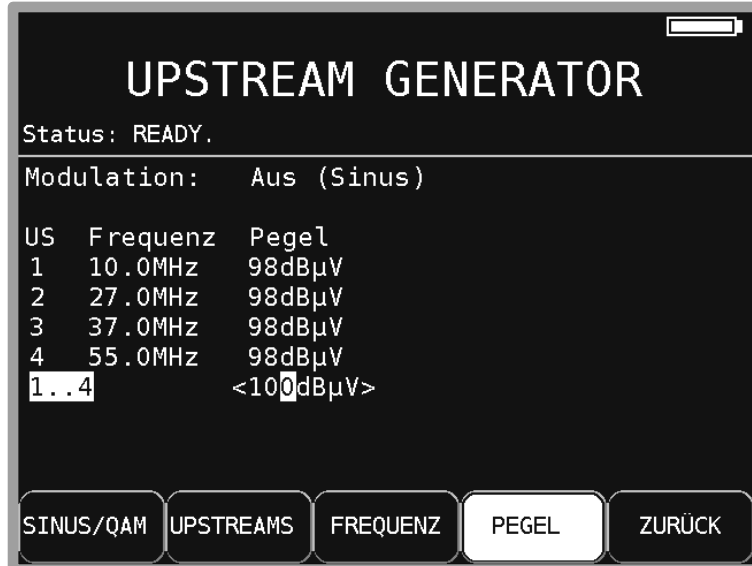 UPSTREAM GENERATOR
Status: READY.
Modulation: Aus (Sinus)
US Frequenz Pegel
1 10.0MHz 98dBµV
2 27.0MHz 98dBµV
3 37.0MHz 98dBµV
4 55.0MHz 98dBµV
1..4 <100dBµV>
SINUS/QAM UPSTREAMS FREQUENZ PEGEL ZURÜCK